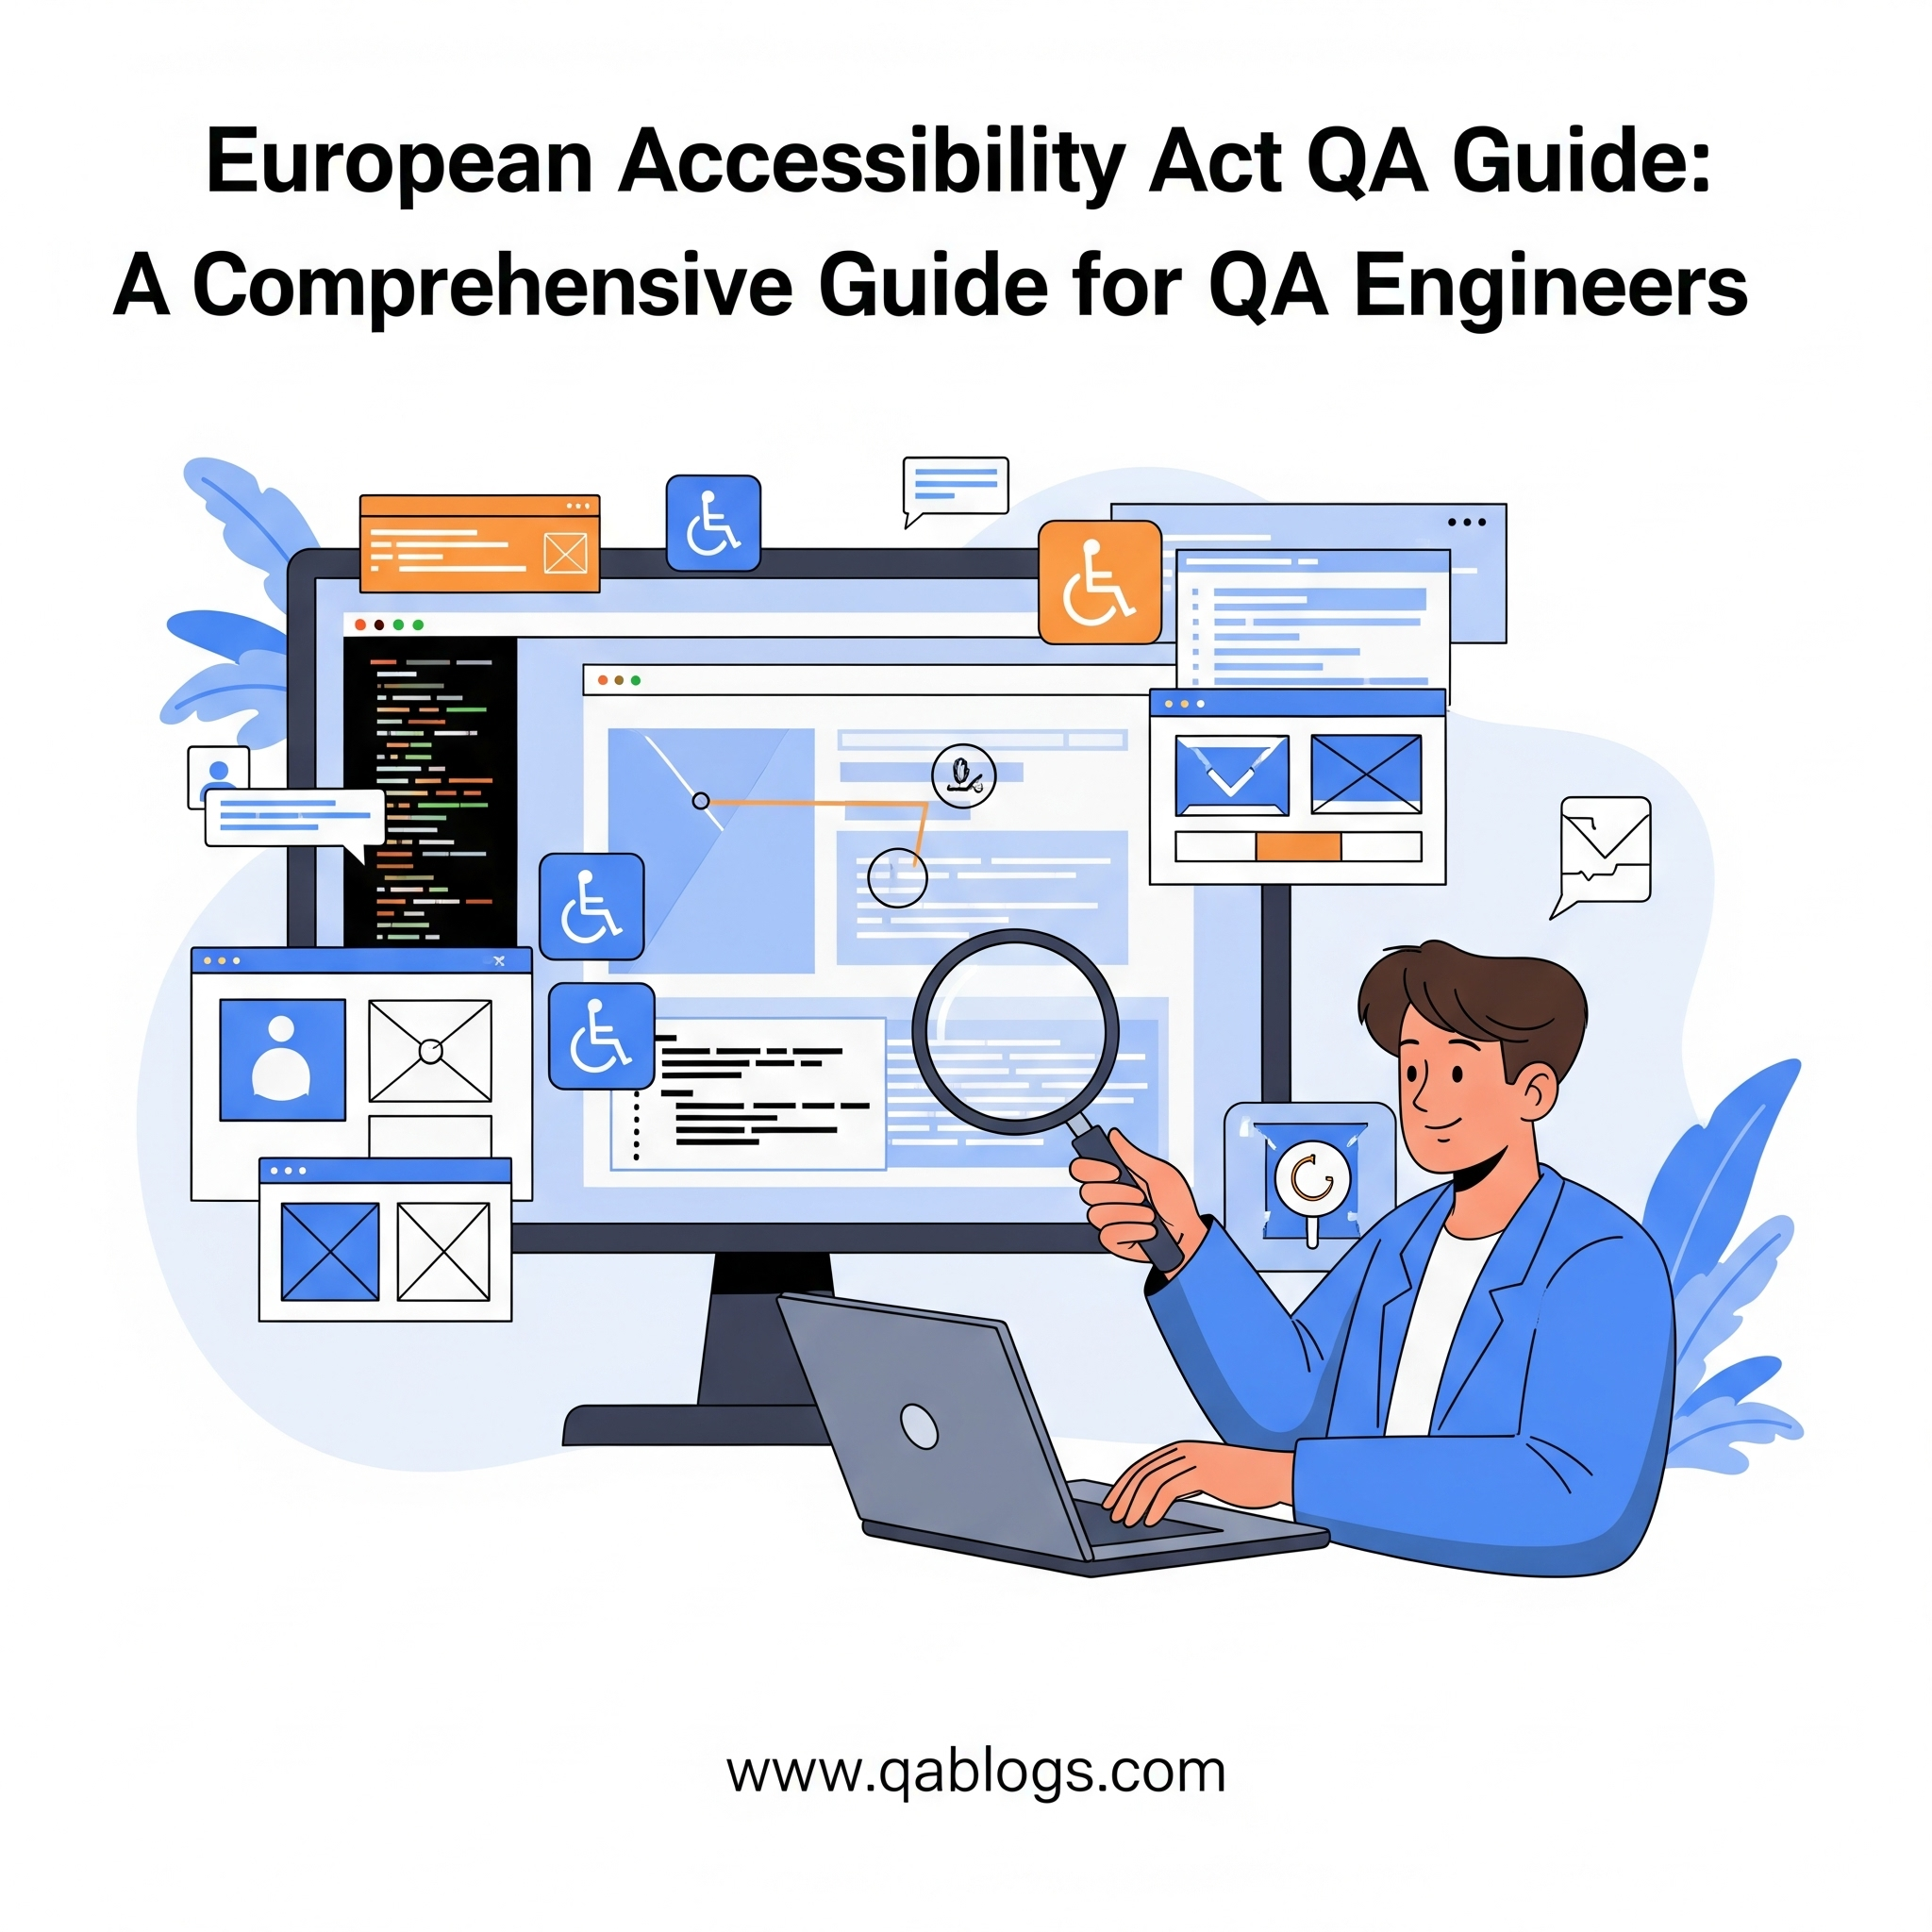 European Accessibility Act QA Guide:
A Comprehensive Guide for QA Engineers
www.qablogs.com